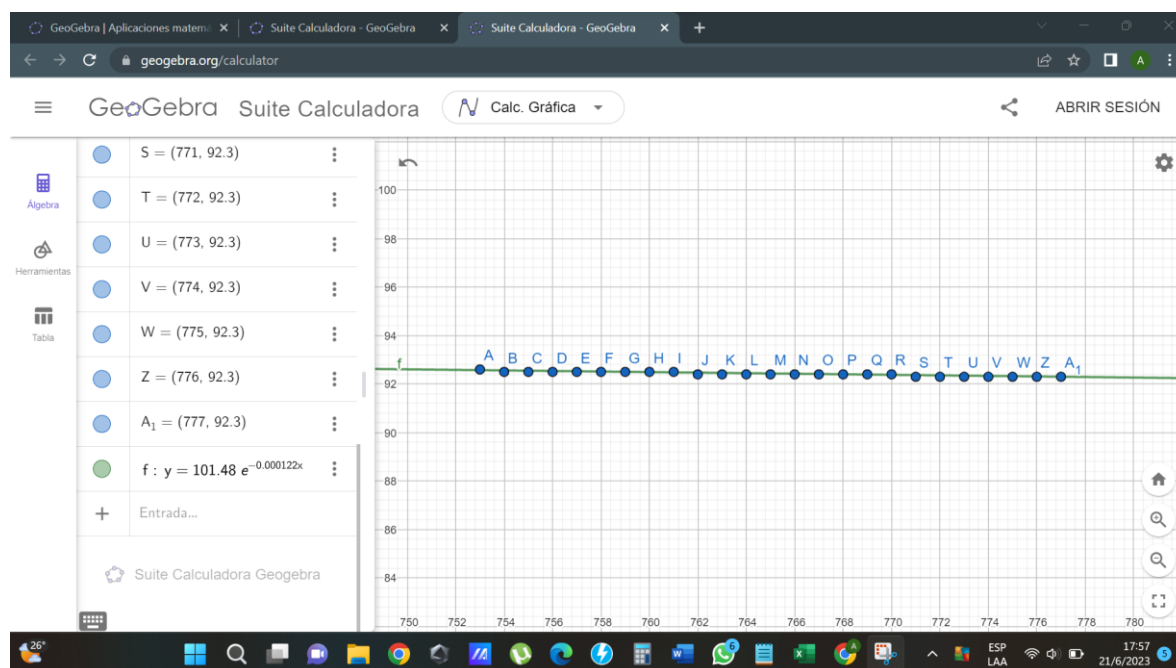 GeoGebra | Aplicaciones matem
Suite Calculadora - GeoGebra
Suite Calculadora - GeoGebra
geogebra.org/calculator
A
GeoGebra Suite Calculadora
Calc. Gráfica
ABRIR SESIÓN
Álgebra
Herramientas
Tabla
S = (771, 92.3)
T = (772, 92.3)
U = (773, 92.3)
V = (774, 92.3)
W = (775, 92.3)
Z = (776, 92.3)
A₁ = (777, 92.3)
f : y = 101.48 e^−0.000122x
Entrada...
Suite Calculadora Geogebra
100
98
96
94
92
90
88
86
84
f
A B C D E F G H I J K L M N O P Q R S T U V W Z A₁
750 752 754 756 758 760 762 764 766 768 770 772 774 776 778 780
26°
6
ESP
LAA
17:57
21/6/2023
5